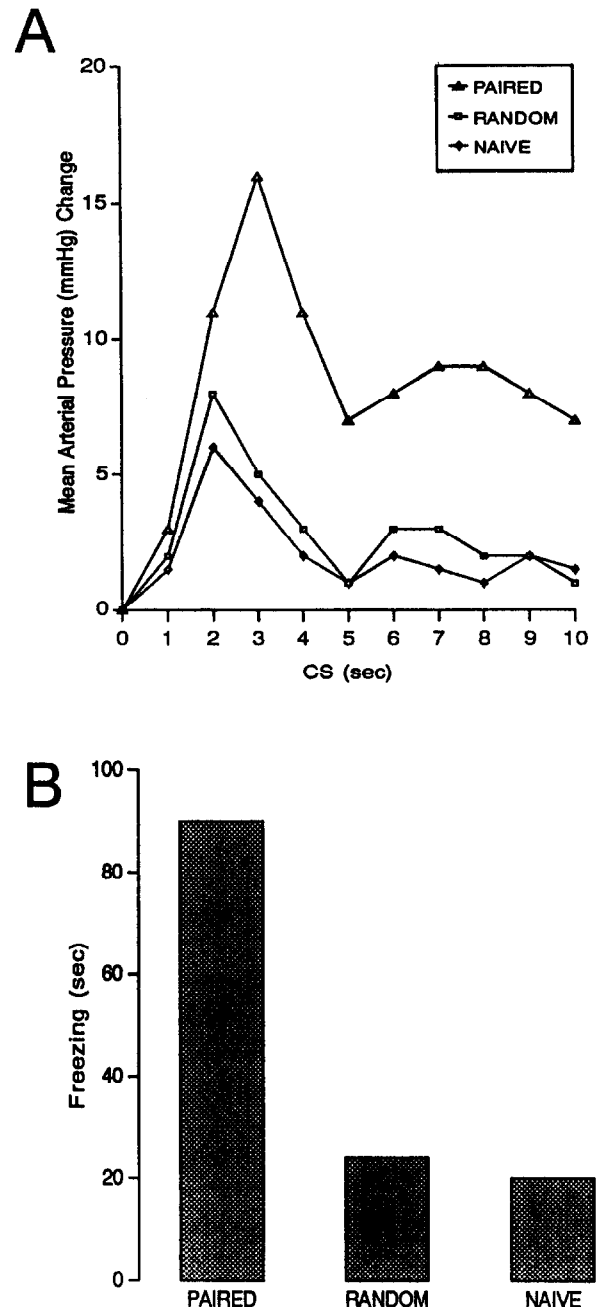 A
Mean Arterial Pressure (mmHg) Change
20
15
10
5
0
PAIRED
RANDOM
NAIVE
0 1 2 3 4 5 6 7 8 9 10
CS (sec)
B
Freezing (sec)
100
80
60
40
20
0
PAIRED RANDOM NAIVE